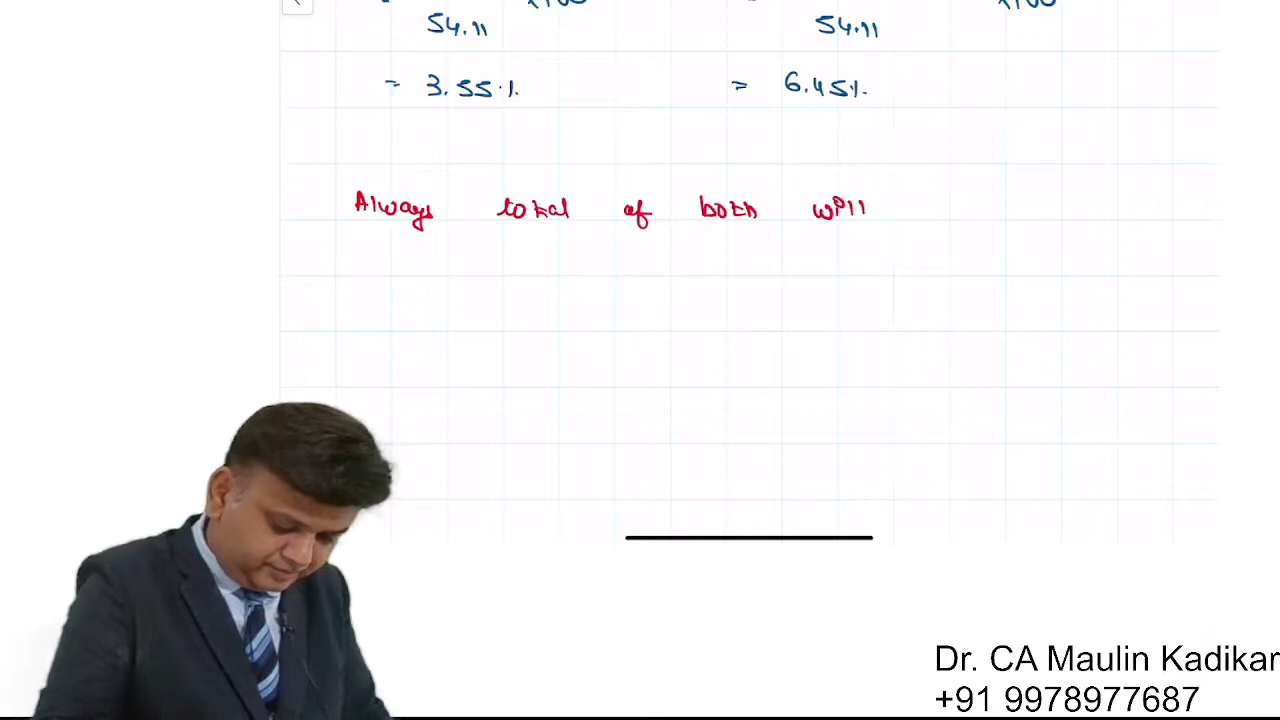 54.11 54.11
= 3.55% = 6.45%
Always total of both will
Dr. CA Maulin Kadikar
+91 9978977687